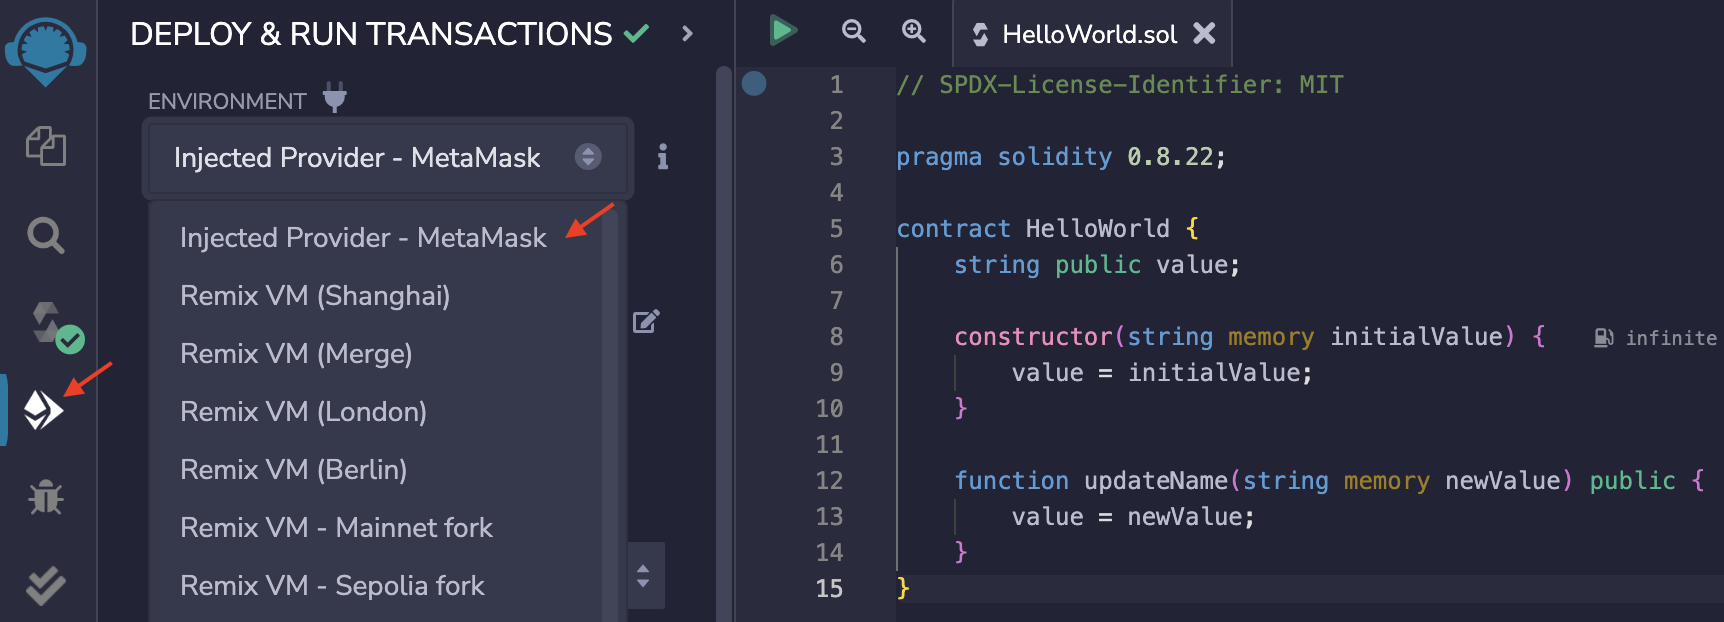 DEPLOY & RUN TRANSACTIONS
ENVIRONMENT
Injected Provider - MetaMask
Injected Provider - MetaMask
Remix VM (Shanghai)
Remix VM (Merge)
Remix VM (London)
Remix VM (Berlin)
Remix VM - Mainnet fork
Remix VM - Sepolia fork
HelloWorld.sol
1 // SPDX-License-Identifier: MIT
2
3 pragma solidity 0.8.22;
4
5 contract HelloWorld {
6 string public value;
7
8 constructor(string memory initialValue) { infinite
9 value = initialValue;
10 }
11
12 function updateName(string memory newValue) public {
13 value = newValue;
14 }
15 }